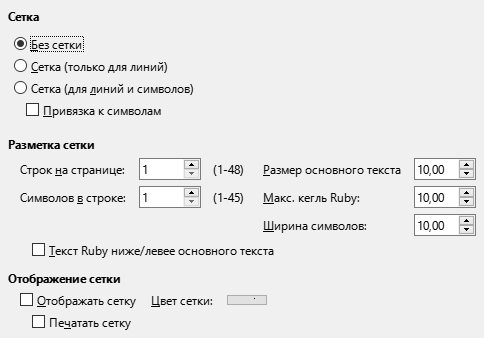 Сетка
Без сетки
Сетка (только для линий)
Сетка (для линий и символов)
Привязка к символам
Разметка сетки
Строк на странице: 1 (1-48) Размер основного текста 10,00
Символов в строке: 1 (1-45) Макс. кегль Ruby: 10,00
Ширина символов: 10,00
Текст Ruby ниже/левее основного текста
Отображение сетки
Отображать сетку Цвет сетки:
Печатать сетку